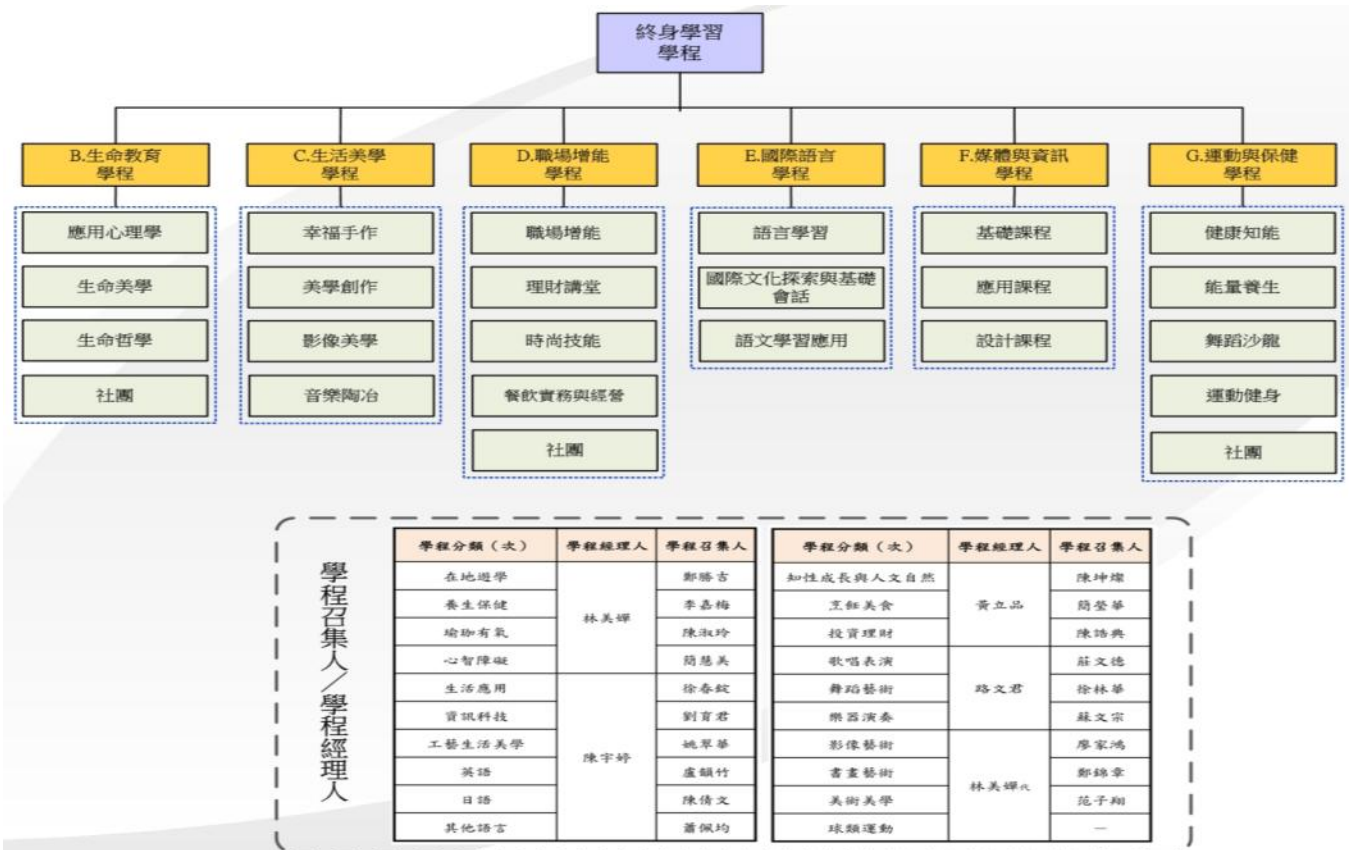 終身學習
學程
B.生命教育
學程
應用心理學
生命美學
生命哲學
社團
C.生活美學
學程
幸福手作
美學創作
影像美學
音樂陶冶
D.職場增能
學程
職場增能
理財講堂
時尚技能
餐飲實務與經營
社團
E.國際語言
學程
語言學習
國際文化探索與基礎
會話
語文學習應用
F.媒體與資訊
學程
基礎課程
應用課程
設計課程
G.運動與保健
學程
健康知能
能量養生
舞蹈沙龍
運動健身
社團
學程召集人／學程經理人
學程分類（次） 學程經理人 學程召集人
在地遊學 林美嬋 鄭勝吉
養生保健 李嘉梅
瑜珈有氧 陳淑玲
心智障礙 簡慧美
生活應用 陳宇婷 徐春錠
資訊科技 劉育君
工藝生活美學 姚翠華
英語 盧韻竹
日語 陳倩文
其他語言 蕭佩均
學程分類（次） 學程經理人 學程召集人
知性成長與人文自然 黃立品 陳坤燦
烹飪美食 簡瑩華
投資理財 陳誥典
歌唱表演 路文君 莊文德
舞蹈藝術 徐林華
樂器演奏 蘇文宗
影像藝術 林美嬋代 廖家鴻
書畫藝術 鄭錦章
美術美學 范子翔
球類運動 —